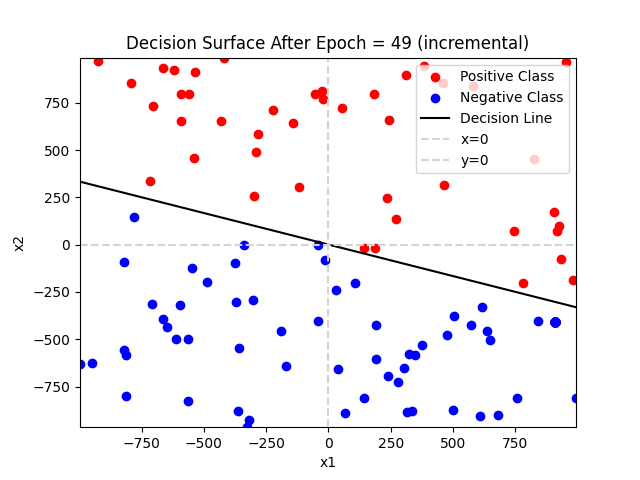 Decision Surface After Epoch = 49 (incremental)
Positive Class
Negative Class
Decision Line
x=0
y=0
x2
750
500
250
0
−250
−500
−750
−750
−500
−250
0
250
500
750
x1